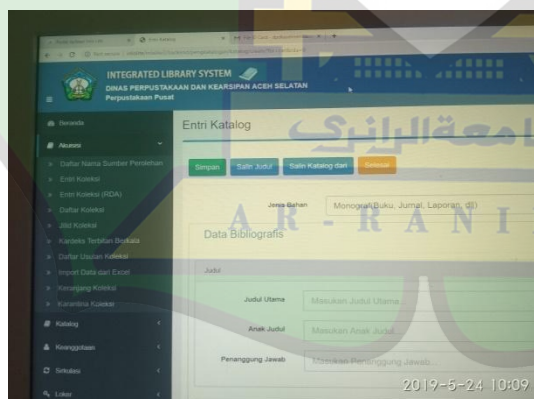 INTEGRATED LIBRARY SYSTEM
DINAS PERPUSTAKAAN DAN KEARSIPAN ACEH SELATAN
Perpustakaan Pusat
Beranda
Akuisisi
Daftar Nama Sumber Perolehan
Entri Koleksi
Entri Koleksi (RDA)
Daftar Koleksi
Jilid Koleksi
Kardeks Terbitan Berkala
Daftar Usulan Koleksi
Import Data dari Excel
Keranjang Koleksi
Karantina Koleksi
Katalog
Keanggotaan
Sirkulasi
Loker
Entri Katalog
Simpan
Salin Judul
Salin Katalog dari
Selesai
Jenis Bahan
Monograf(Buku, Jurnal, Laporan, dll)
Data Bibliografis
Judul
Judul Utama
Masukan Judul Utama...
Anak Judul
Masukan Anak Judul...
Penanggung Jawab
Masukan Penanggung Jawab...
2019-5-24 10:09
جامعة الرانري
AR-RANI